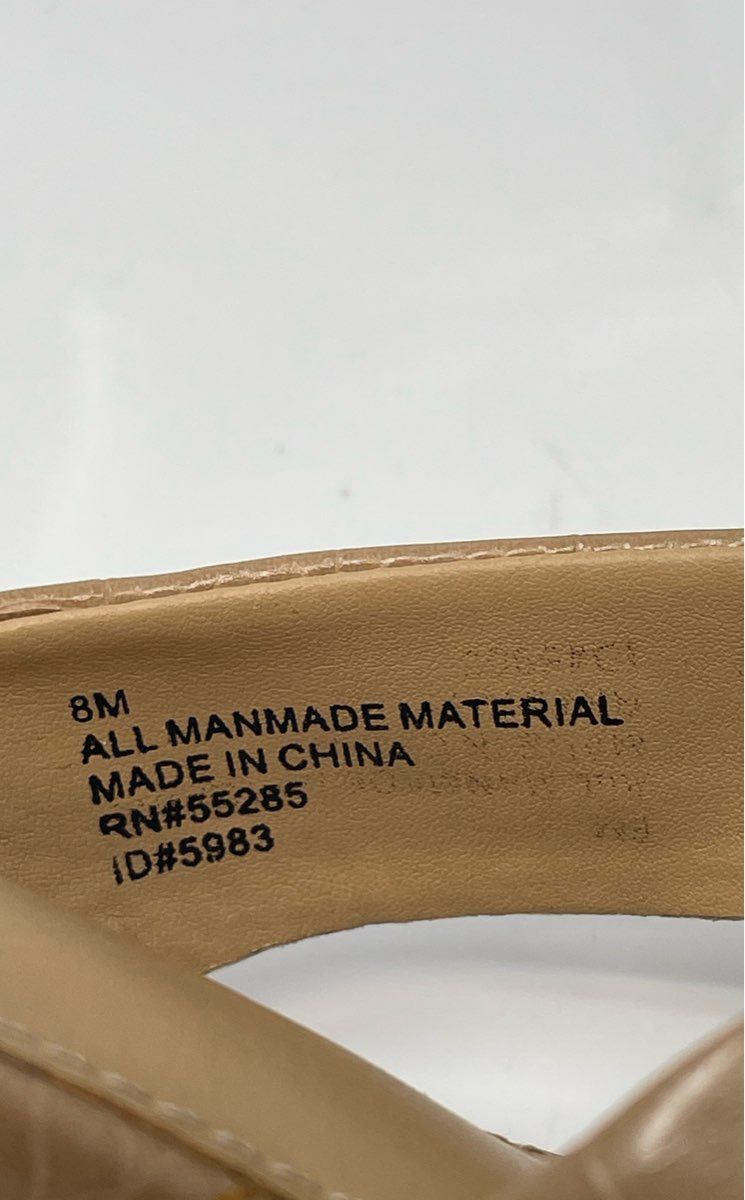 8M
ALL MANMADE MATERIAL
MADE IN CHINA
RN#55285
ID#5983